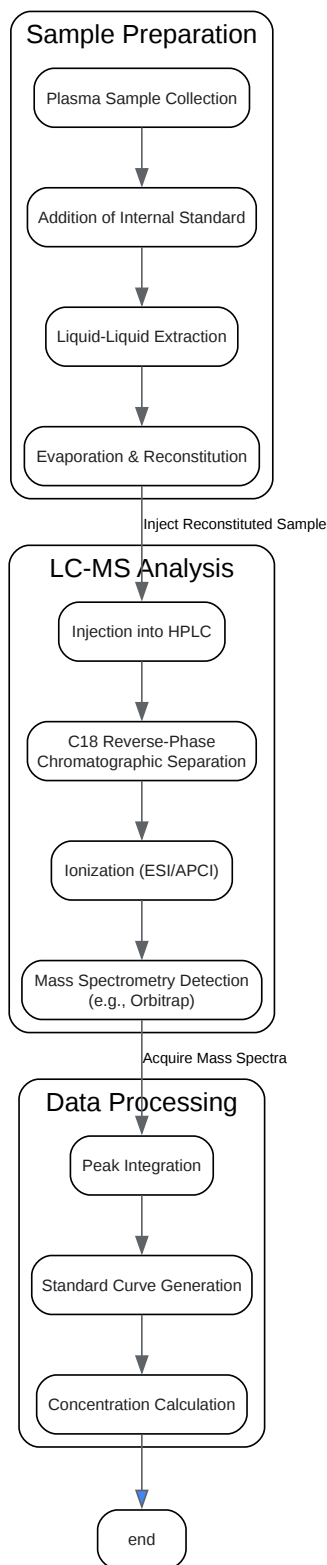 Sample Preparation
Plasma Sample Collection
Addition of Internal Standard
Liquid-Liquid Extraction
Evaporation & Reconstitution
Inject Reconstituted Sample
LC-MS Analysis
Injection into HPLC
C18 Reverse-Phase
Chromatographic Separation
Ionization (ESI/APCI)
Mass Spectrometry Detection
(e.g., Orbitrap)
Acquire Mass Spectra
Data Processing
Peak Integration
Standard Curve Generation
Concentration Calculation
end